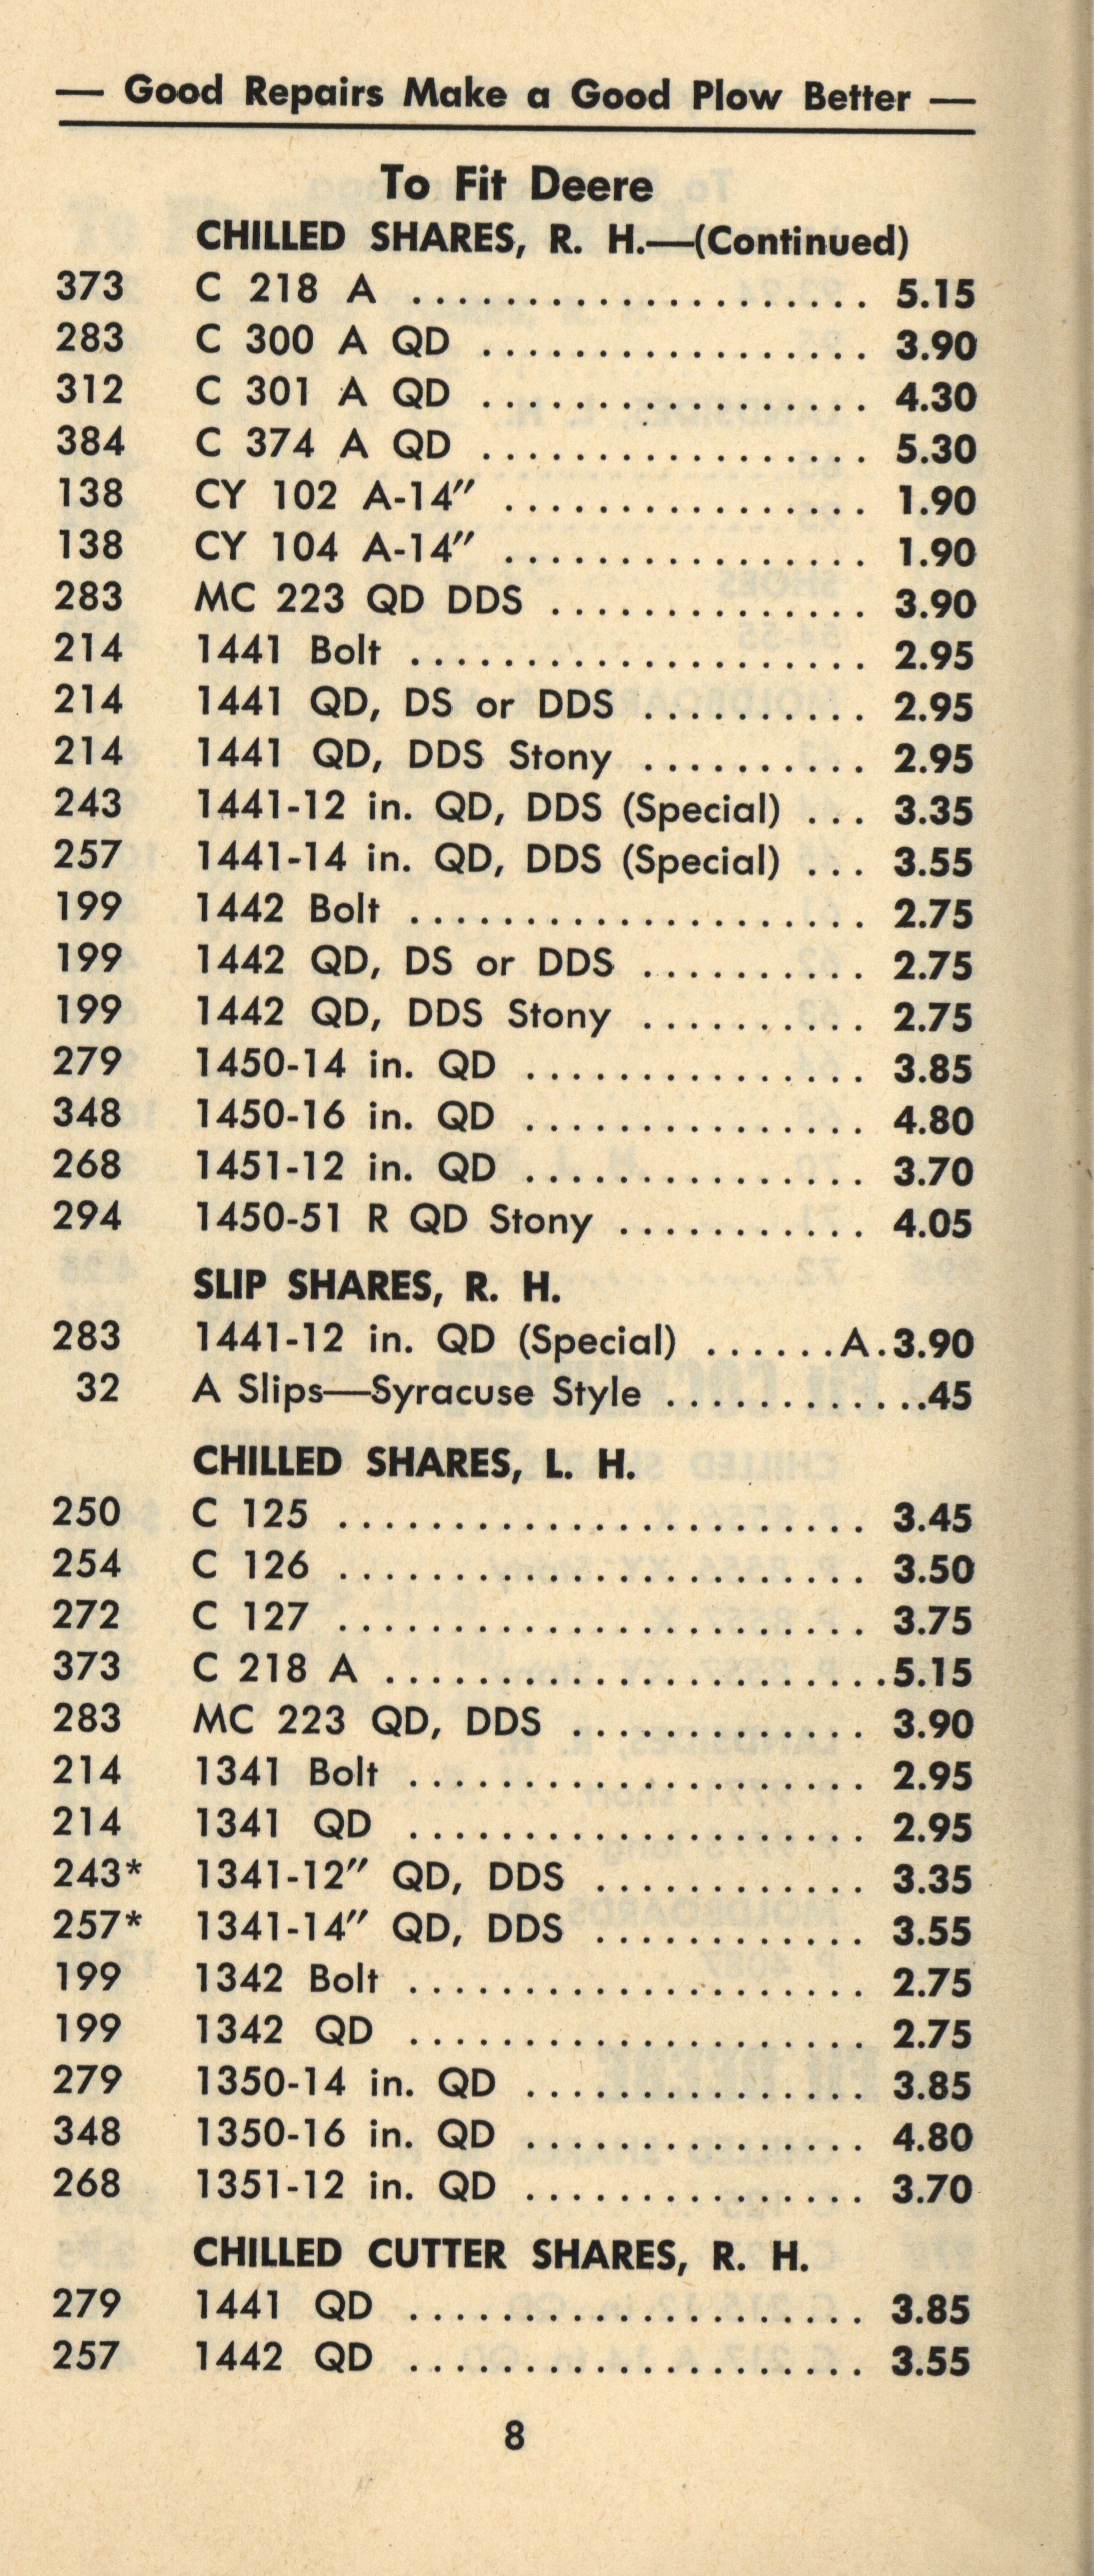 — Good Repairs Make a Good Plow Better —
To Fit Deere
CHILLED SHARES, R. H.—(Continued)
373 C 218 A .................... 5.15
283 C 300 A QD ................. 3.90
312 C 301 A QD ................. 4.30
384 C 374 A QD ................. 5.30
138 CY 102 A-14″ ................ 1.90
138 CY 104 A-14″ ................ 1.90
283 MC 223 QD DDS .............. 3.90
214 1441 Bolt .................... 2.95
214 1441 QD, DS or DDS .......... 2.95
214 1441 QD, DDS Stony .......... 2.95
243 1441-12 in. QD, DDS (Special) ... 3.35
257 1441-14 in. QD, DDS (Special) ... 3.55
199 1442 Bolt .................... 2.75
199 1442 QD, DS or DDS .......... 2.75
199 1442 QD, DDS Stony .......... 2.75
279 1450-14 in. QD ............... 3.85
348 1450-16 in. QD ............... 4.80
268 1451-12 in. QD ............... 3.70
294 1450-51 R QD Stony ........... 4.05
SLIP SHARES, R. H.
283 1441-12 in. QD (Special) ......A.3.90
32 A Slips—Syracuse Style ............45
CHILLED SHARES, L. H.
250 C 125 ....................... 3.45
254 C 126 ....................... 3.50
272 C 127 ....................... 3.75
373 C 218 A ......................5.15
283 MC 223 QD, DDS ............. 3.90
214 1341 Bolt .................... 2.95
214 1341 QD .................... 2.95
243* 1341-12″ QD, DDS ............ 3.35
257* 1341-14″ QD, DDS ............ 3.55
199 1342 Bolt .................... 2.75
199 1342 QD .................... 2.75
279 1350-14 in. QD ............... 3.85
348 1350-16 in. QD ............... 4.80
268 1351-12 in. QD ............... 3.70
CHILLED CUTTER SHARES, R. H.
279 1441 QD .................... 3.85
257 1442 QD .................... 3.55
8